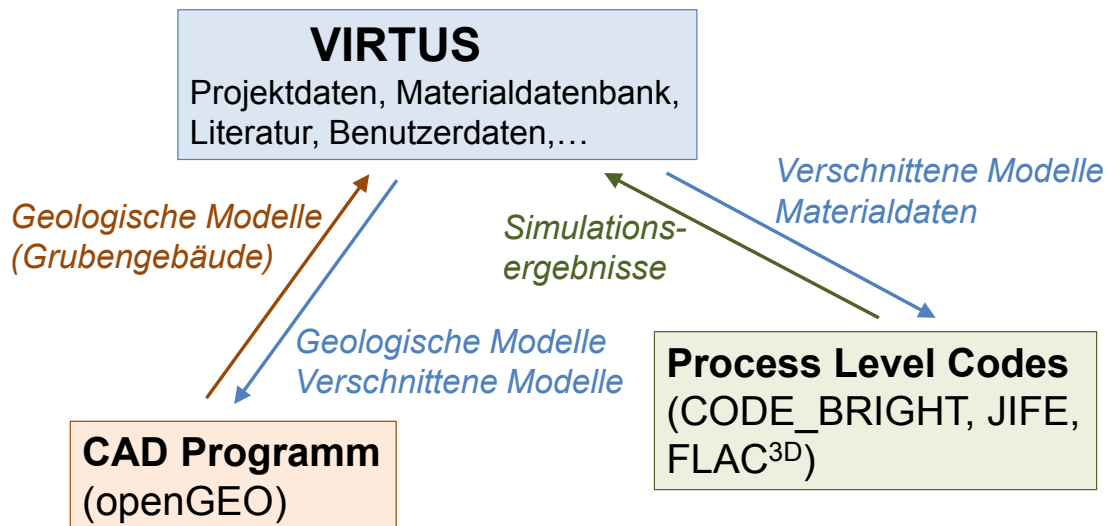 VIRTUS
Projektdaten, Materialdatenbank,
Literatur, Benutzerdaten,…
Geologische Modelle
(Grubengebäude)
Simulations-
ergebnisse
Verschnittene Modelle
Materialdaten
Geologische Modelle
Verschnittene Modelle
CAD Programm
(openGEO)
Process Level Codes
(CODE_BRIGHT, JIFE,
FLAC³ᴰ)